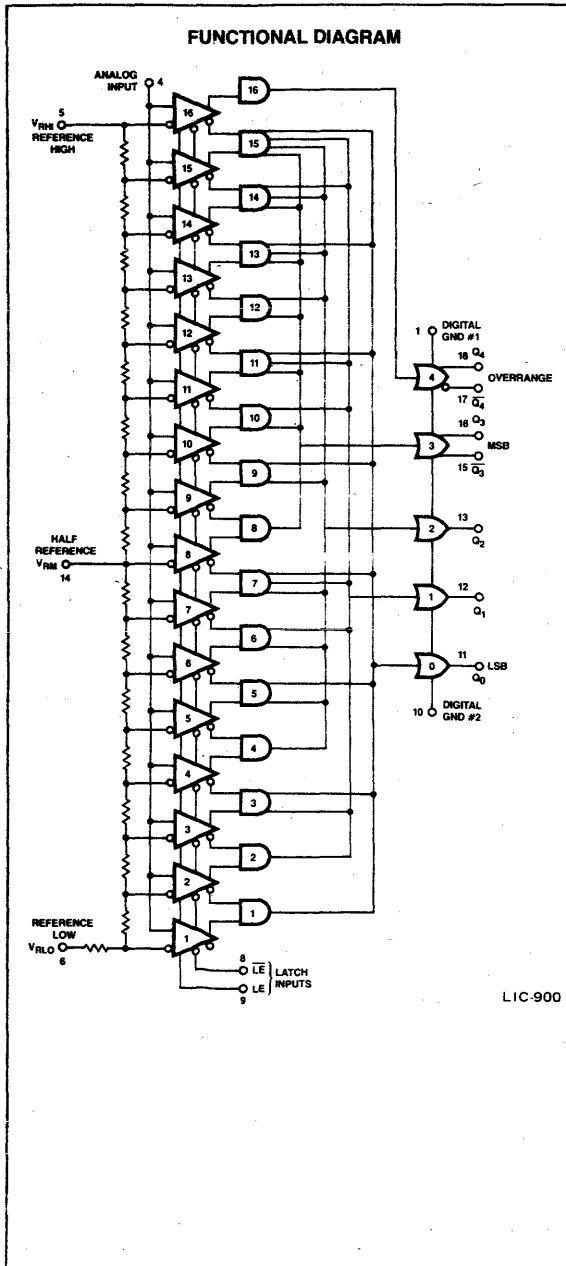 FUNCTIONAL DIAGRAM
ANALOG
INPUT
4
5
VRHI
REFERENCE
HIGH
16
15
14
13
12
11
10
9
8
7
6
5
4
3
2
1
16
15
14
13
12
11
10
9
8
7
6
5
4
3
2
1
HALF
REFERENCE
VRM
14
REFERENCE
LOW
VRLO
6
8
LE
LE
9
LATCH
INPUTS
1
DIGITAL
GND #1
18 Q4
4
OVERRANGE
17 Q4
16 Q3
3
MSB
15 Q3
2
13
Q2
1
12
Q1
0
11
LSB
Q0
10
DIGITAL
GND #2
LIC-900